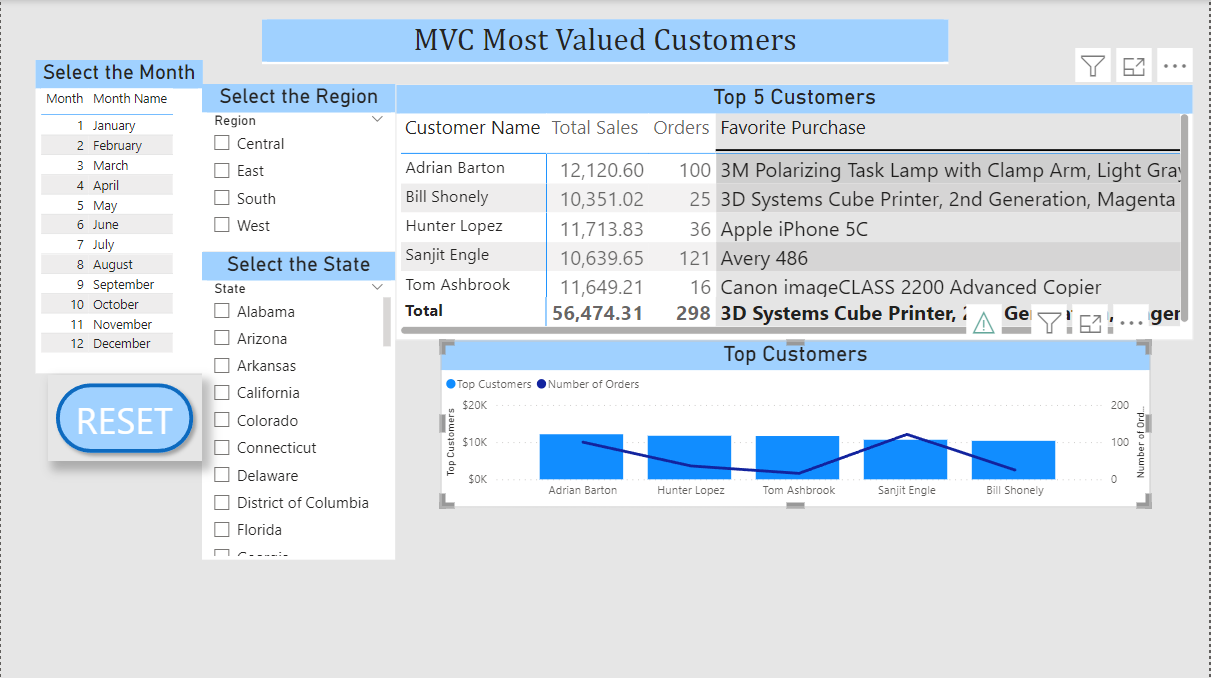 MVC Most Valued Customers
Select the Month
Month Month Name
1 January
2 February
3 March
4 April
5 May
6 June
7 July
8 August
9 September
10 October
11 November
12 December
RESET
Select the Region
Region
Central
East
South
West
Select the State
State
Alabama
Arizona
Arkansas
California
Colorado
Connecticut
Delaware
District of Columbia
Florida
Top 5 Customers
Customer Name Total Sales Orders Favorite Purchase
Adrian Barton 12,120.60 100 3M Polarizing Task Lamp with Clamp Arm, Light Gray
Bill Shonely 10,351.02 25 3D Systems Cube Printer, 2nd Generation, Magenta
Hunter Lopez 11,713.83 36 Apple iPhone 5C
Sanjit Engle 10,639.65 121 Avery 486
Tom Ashbrook 11,649.21 16 Canon imageCLASS 2200 Advanced Copier
Total 56,474.31 298 3D Systems Cube Printer,
Top Customers
Top Customers Number of Orders
Top Customers
$20K
$10K
$0K
200
100
0
Number of Ord...
Adrian Barton Hunter Lopez Tom Ashbrook Sanjit Engle Bill Shonely